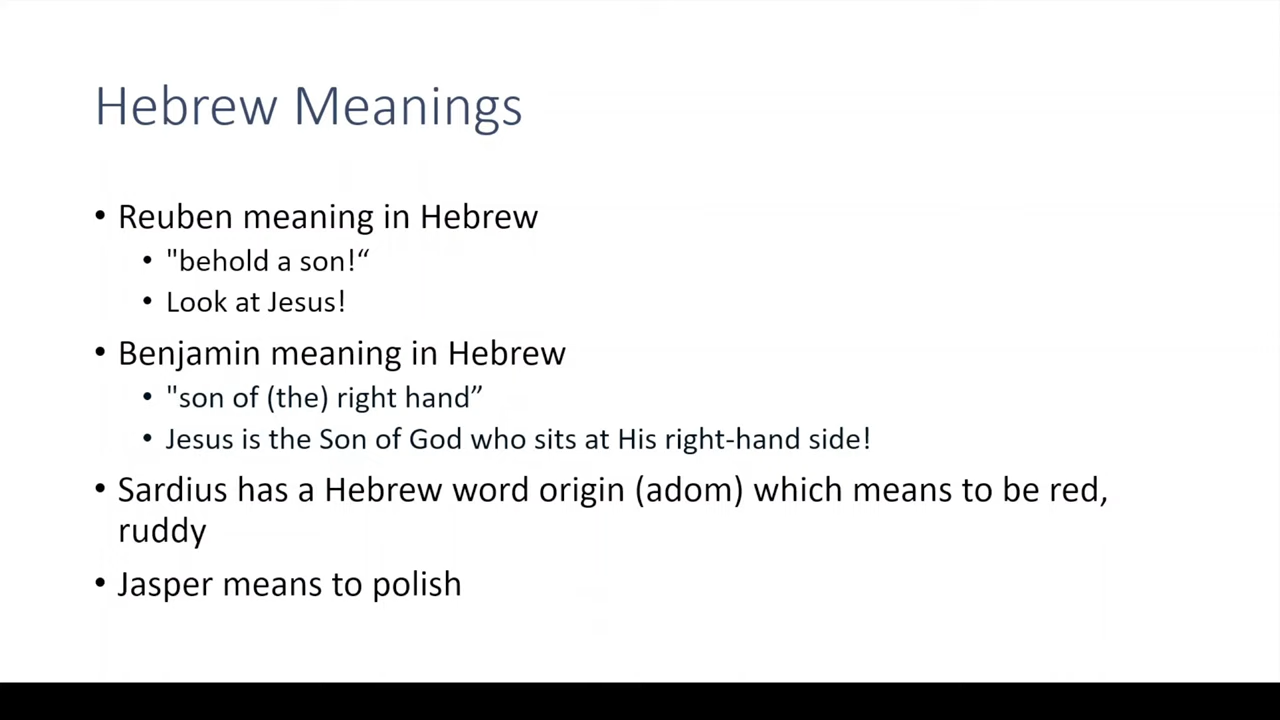 Hebrew Meanings
• Reuben meaning in Hebrew
• "behold a son!“
• Look at Jesus!
• Benjamin meaning in Hebrew
• "son of (the) right hand”
• Jesus is the Son of God who sits at His right-hand side!
• Sardius has a Hebrew word origin (adom) which means to be red,
ruddy
• Jasper means to polish